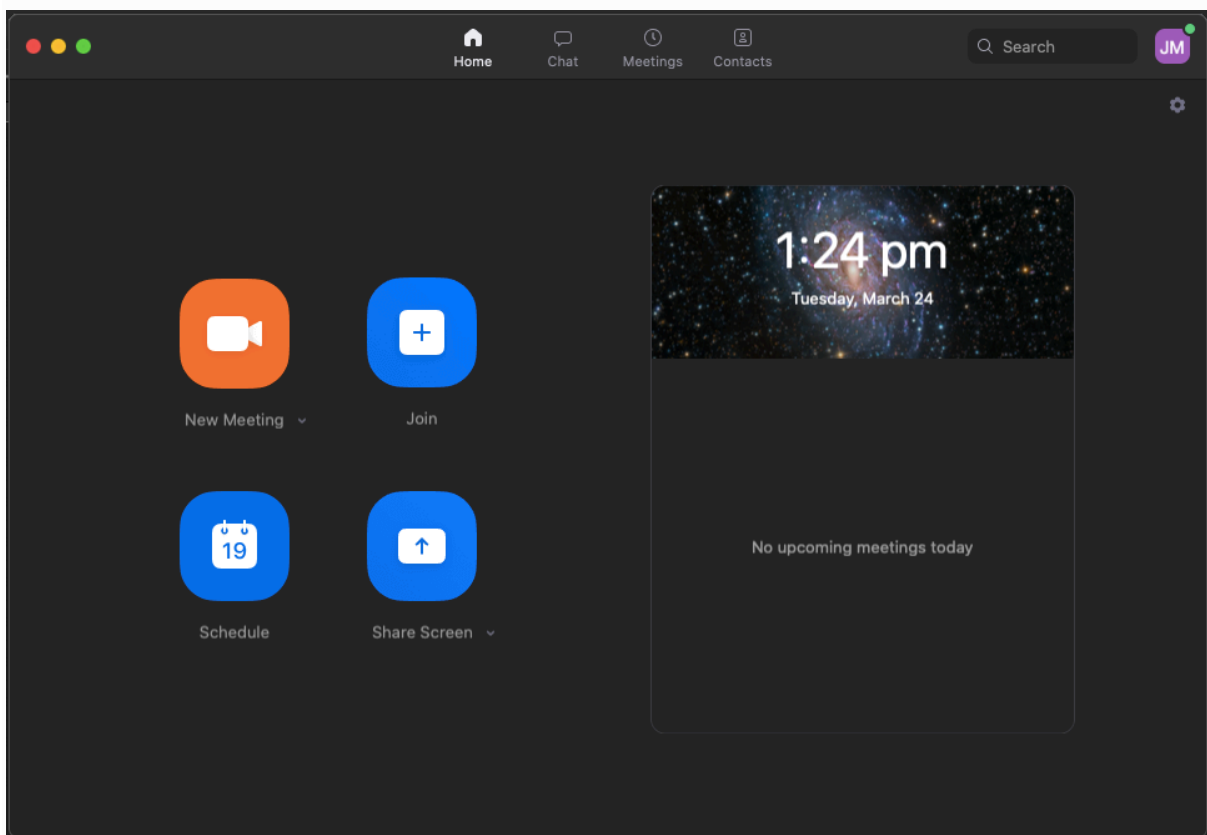 Home
Chat
Meetings
Contacts
Search
JM
1:24 pm
Tuesday, March 24
New Meeting
Join
19
Schedule
Share Screen
No upcoming meetings today